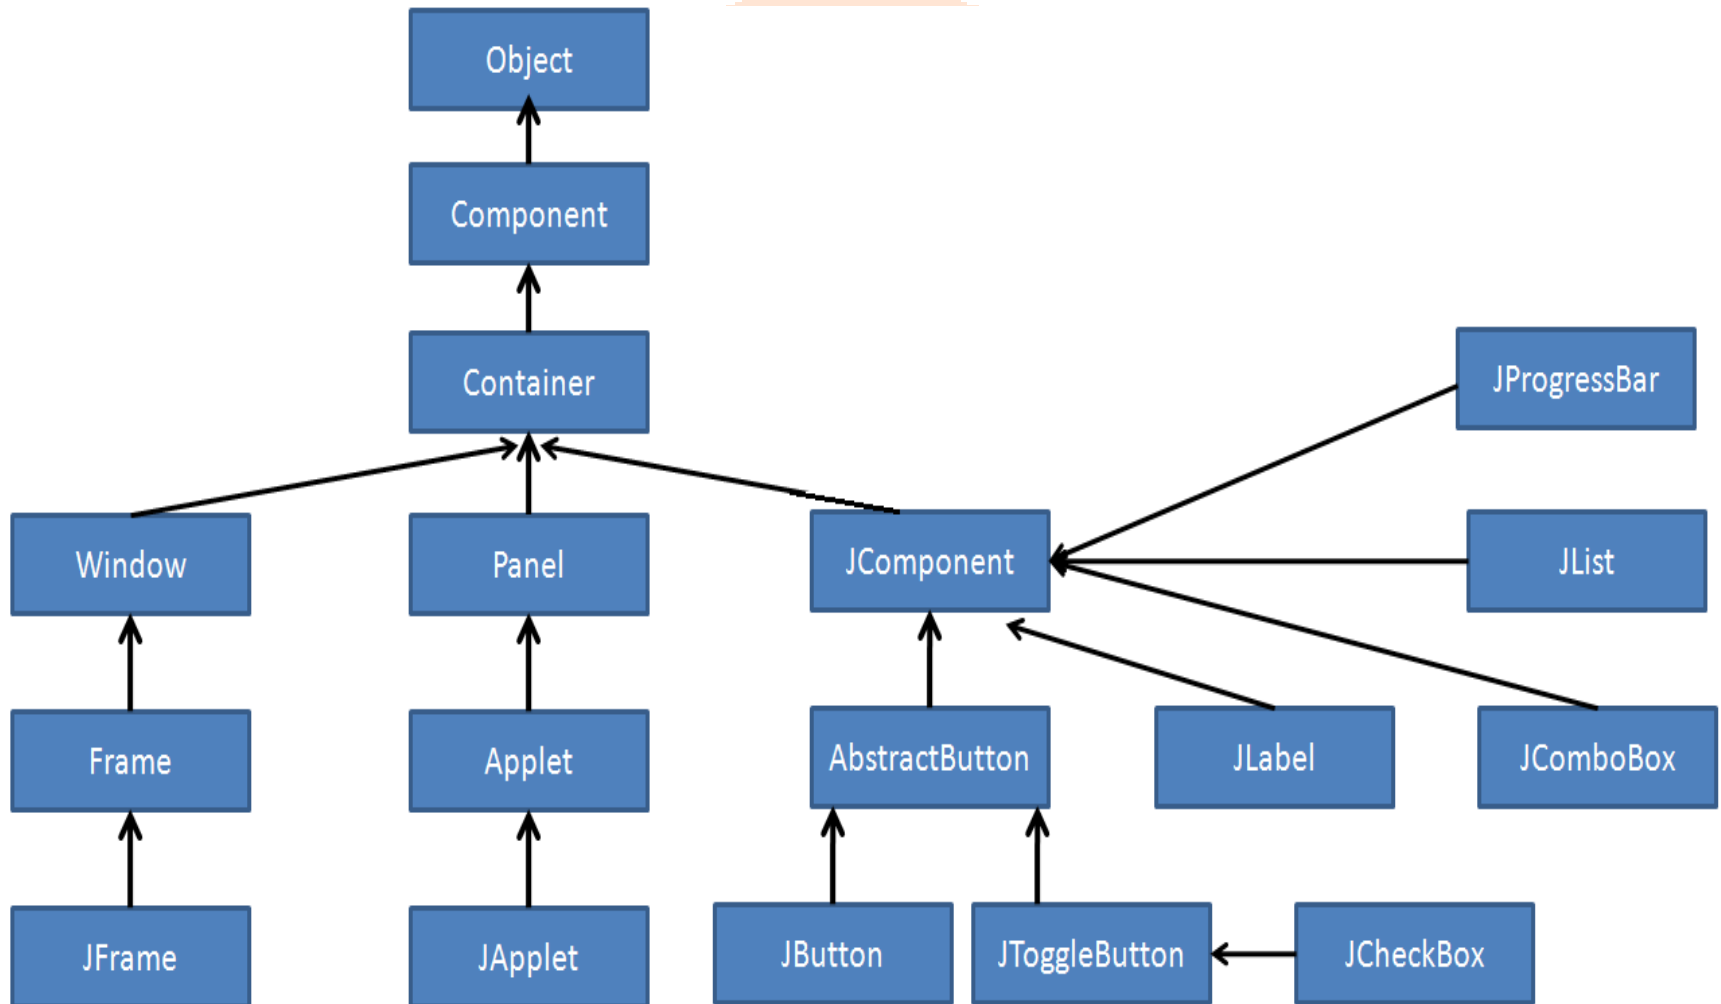 Object
Component
Container
JProgressBar
Window
Panel
JComponent
JList
Frame
Applet
AbstractButton
JLabel
JComboBox
JFrame
JApplet
JButton
JToggleButton
JCheckBox